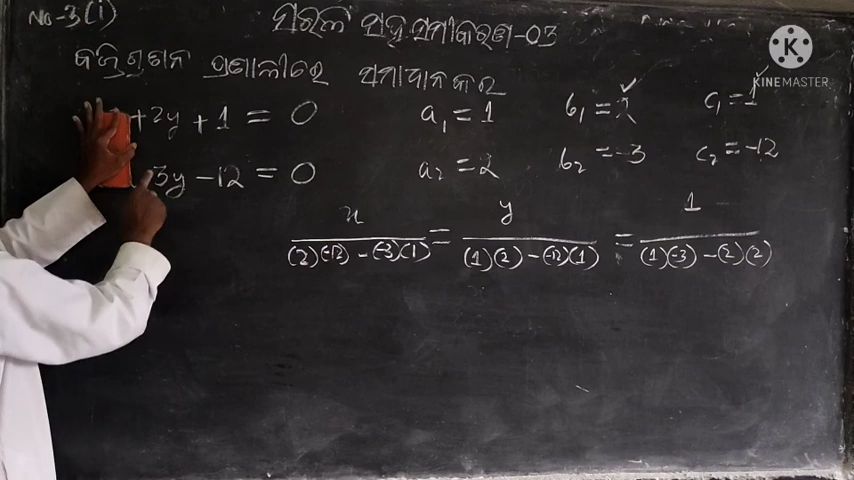 No-3(i) ସରଳ ସହ ସମୀକରଣ-03
KINEMASTER
ବଜ୍ରଗୁଣନ ପ୍ରଣାଳୀରେ ସମାଧାନ କର
+2y + 1 = 0 a₁ = 1 b₁ = 2 c₁ = 1
3y - 12 = 0 a₂ = 2 b₂ = -3 c₂ = -12
x y 1
(2)(-12) - (-3)(1) = (1)(2) - (-12)(1) = (1)(-3) - (2)(2)